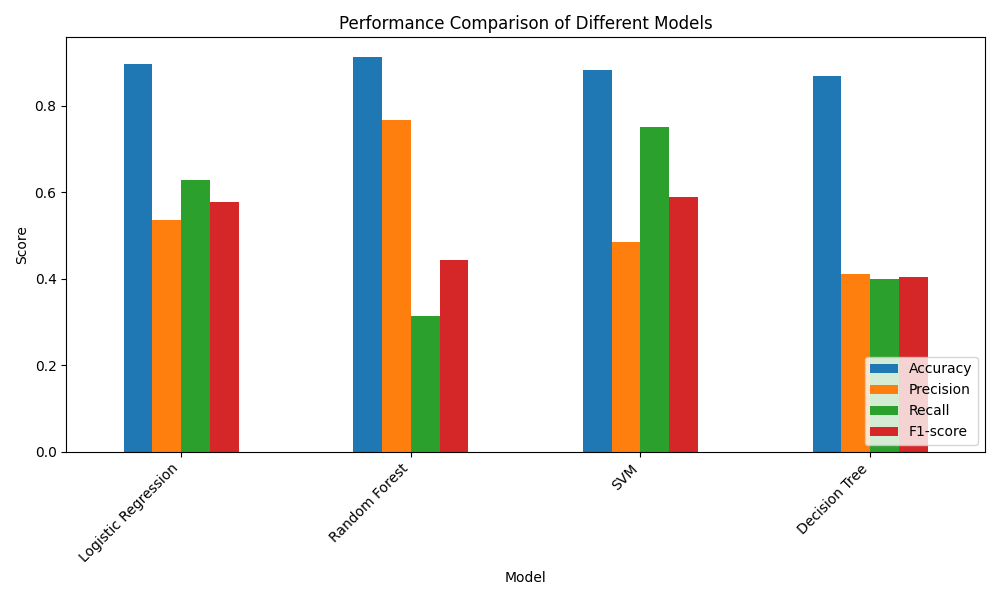 Performance Comparison of Different Models
Score
0.8
0.6
0.4
0.2
0.0
Accuracy
Precision
Recall
F1-score
Logistic Regression
Random Forest
SVM
Decision Tree
Model